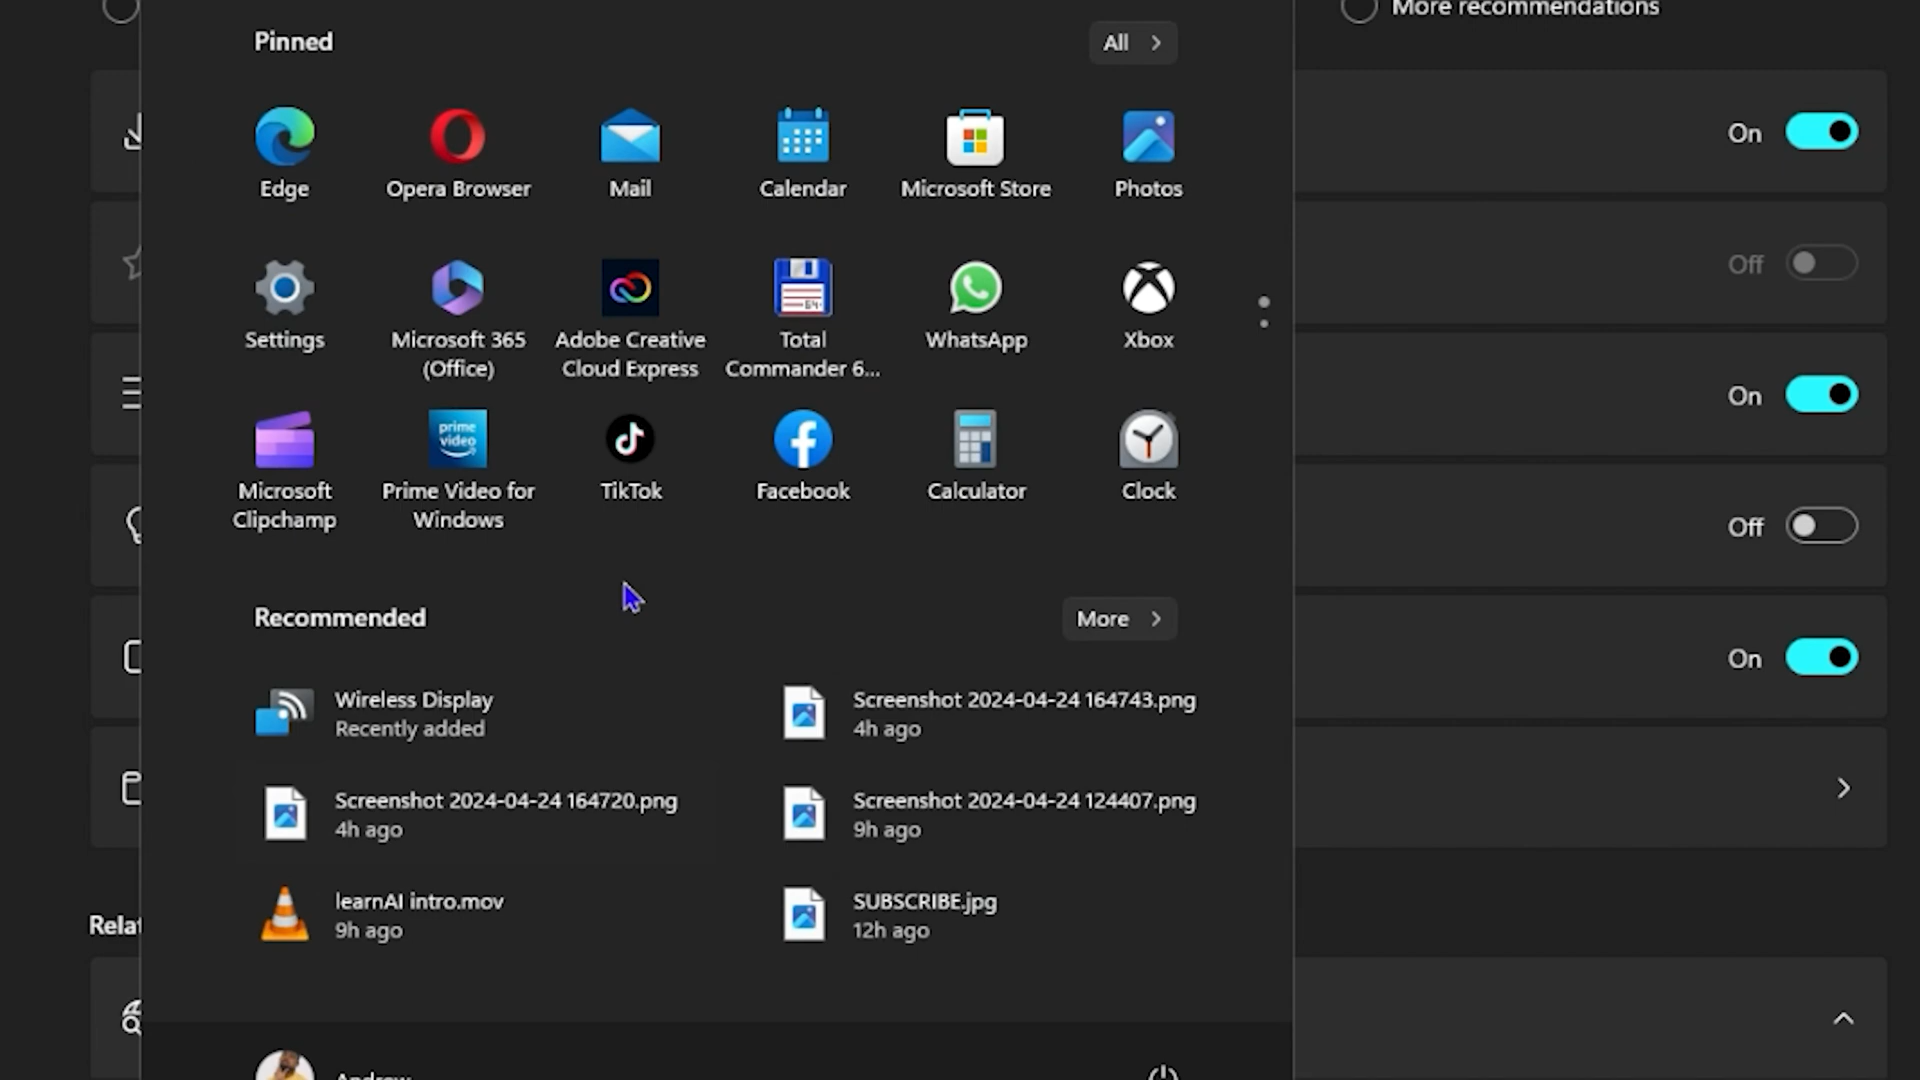 More recommendations
Pinned
All
Edge
Opera Browser
Mail
Calendar
Microsoft Store
Photos
On
Off
Settings
Microsoft 365
(Office)
Adobe Creative
Cloud Express
Total
Commander 6...
WhatsApp
Xbox
On
prime
video
Microsoft
Clipchamp
Prime Video for
Windows
TikTok
Facebook
Calculator
Clock
Off
Recommended
More
On
Wireless Display
Recently added
Screenshot 2024-04-24 164743.png
4h ago
Screenshot 2024-04-24 164720.png
4h ago
Screenshot 2024-04-24 124407.png
9h ago
learnAI intro.mov
9h ago
SUBSCRIBE.jpg
12h ago
Relat
Andrew